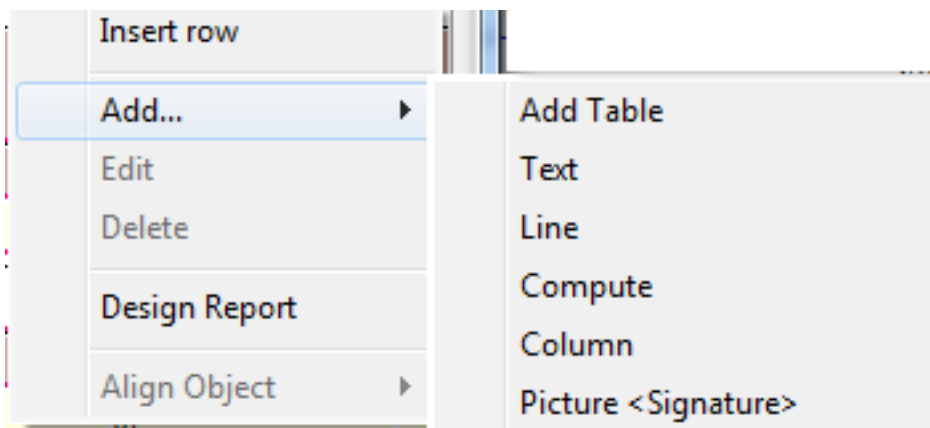 Insert row
Add...
Edit
Delete
Design Report
Align Object
Add Table
Text
Line
Compute
Column
Picture <Signature>